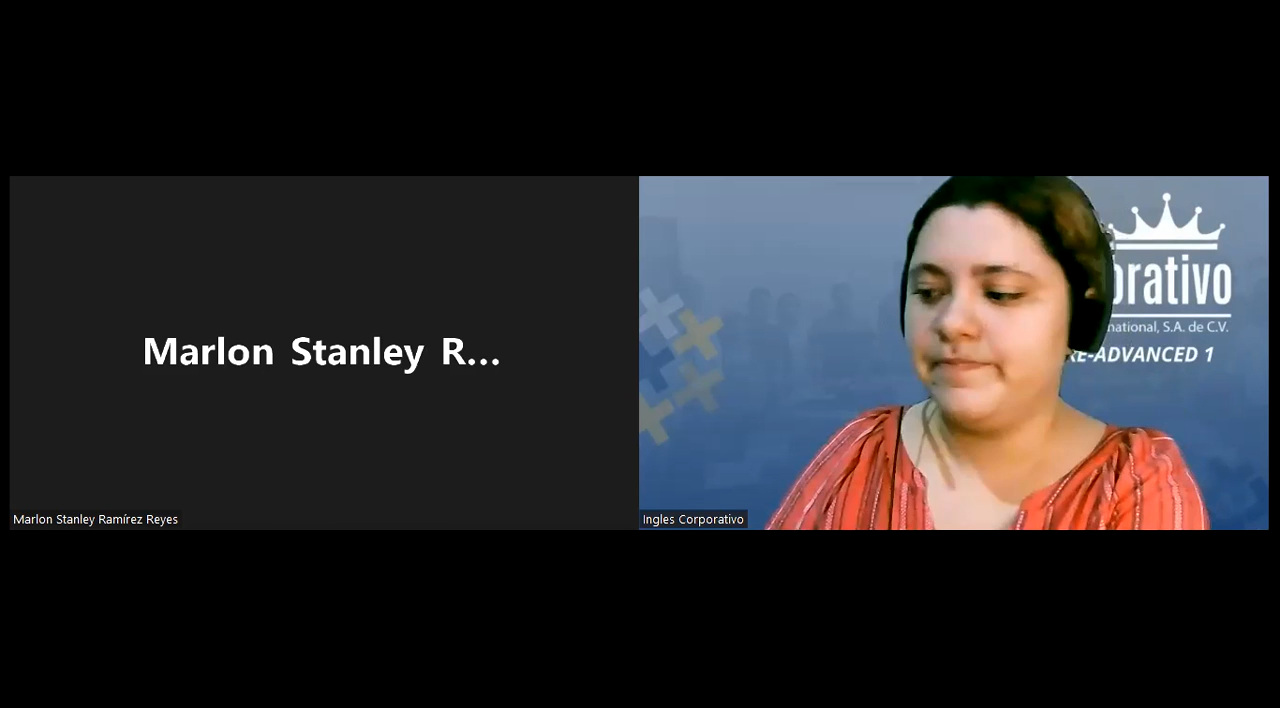 Marlon Stanley R...
Marlon Stanley Ramírez Reyes
orativo
national, S.A. de C.V.
RE-ADVANCED 1
Ingles Corporativo